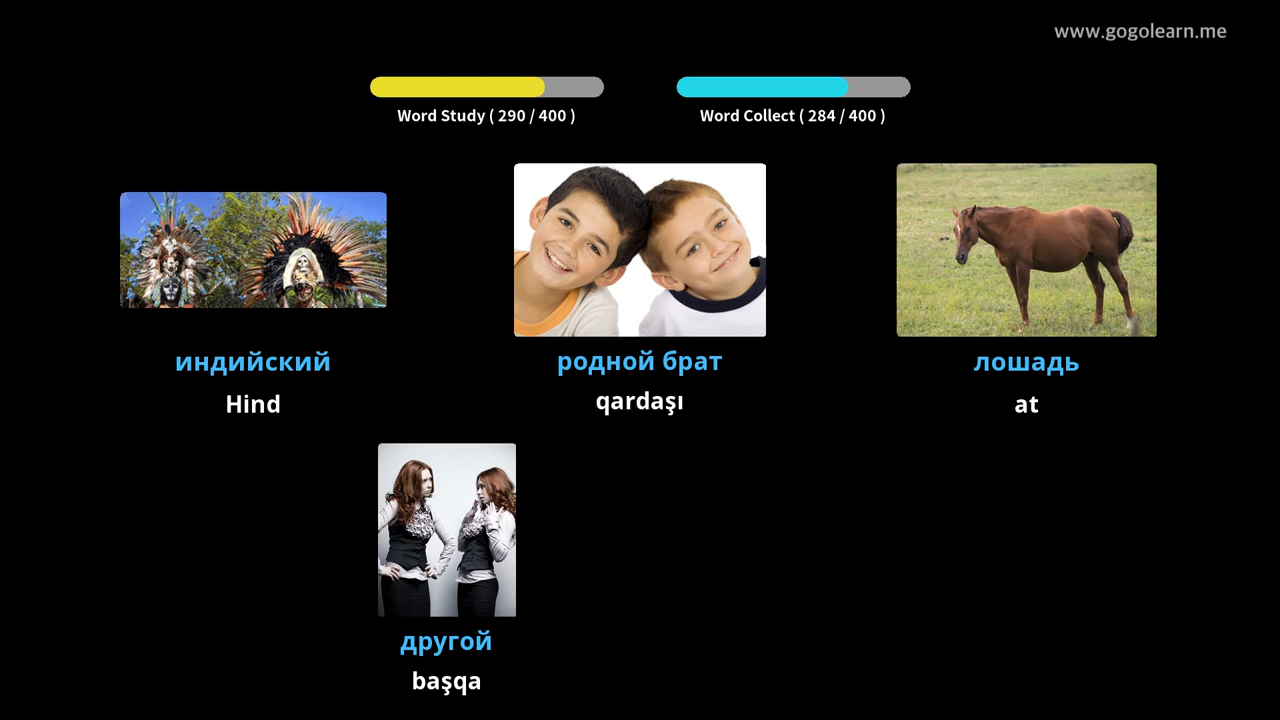 www.gogolearn.me
Word Study ( 290 / 400 )
Word Collect ( 284 / 400 )
индийский
Hind
родной брат
qardaşı
лошадь
at
другой
başqa